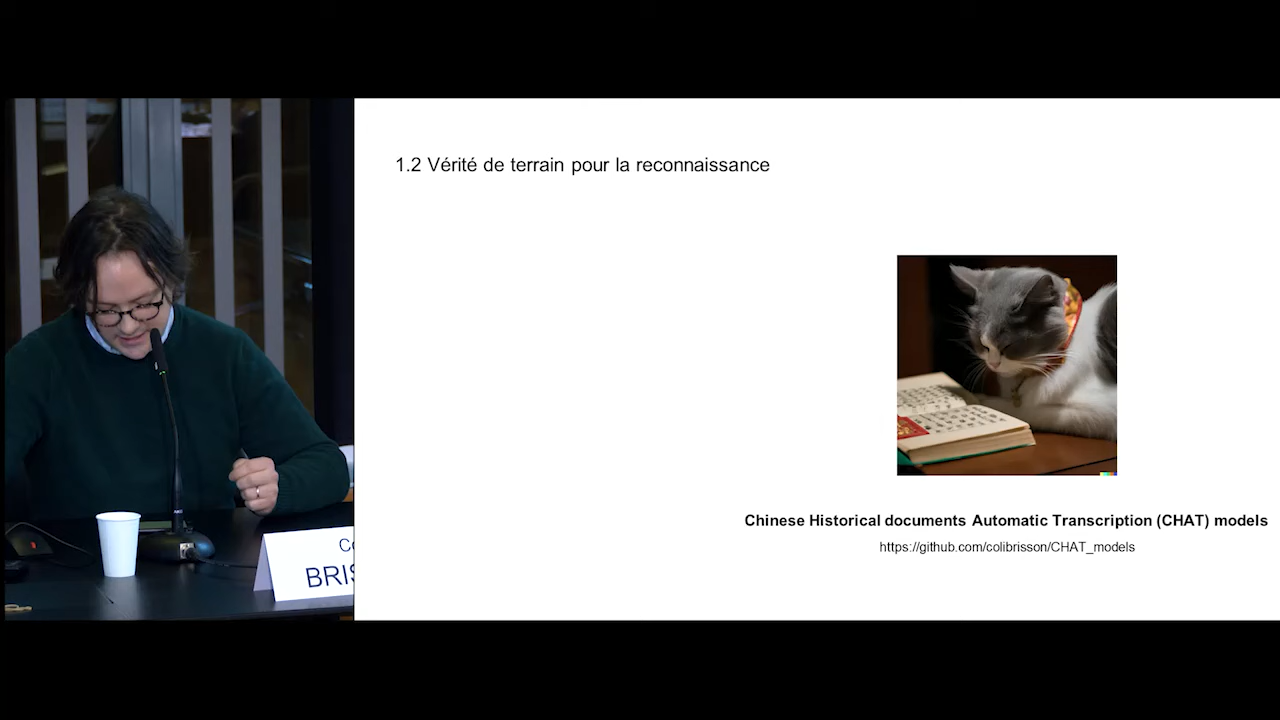 1.2 Vérité de terrain pour la reconnaissance
Chinese Historical documents Automatic Transcription (CHAT) models
https://github.com/colibrisson/CHAT_models
Co
BRIS